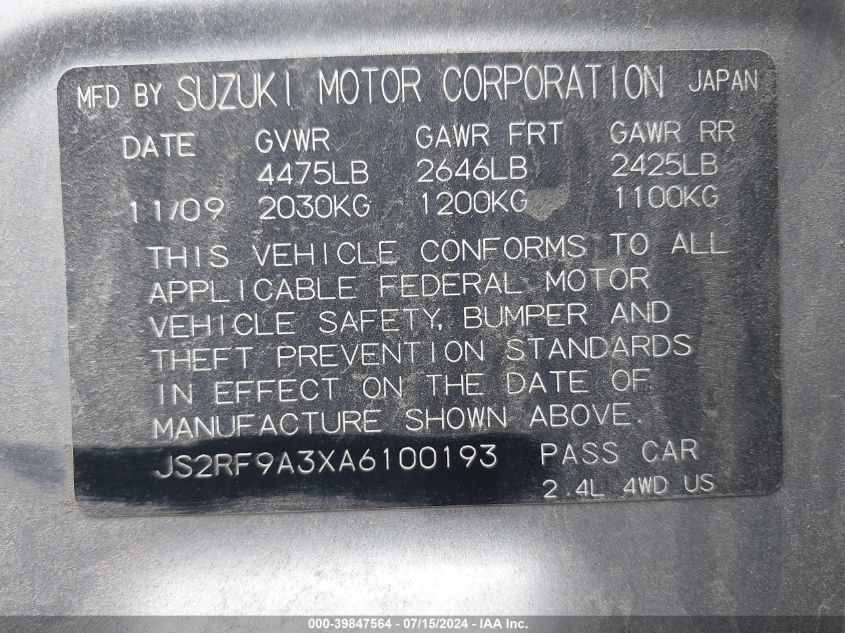 MFD BY SUZUKI MOTOR CORPORATION JAPAN
DATE GVWR GAWR FRT GAWR RR
4475LB 2646LB 2425LB
11/09 2030KG 1200KG 1100KG
THIS VEHICLE CONFORMS TO ALL
APPLICABLE FEDERAL MOTOR
VEHICLE SAFETY, BUMPER AND
THEFT PREVENTION STANDARDS
IN EFFECT ON THE DATE OF
MANUFACTURE SHOWN ABOVE.
JS2RF9A3XA6100193 PASS CAR
2.4L 4WD US
000-39847564 - 07/15/2024 - IAAI Inc.